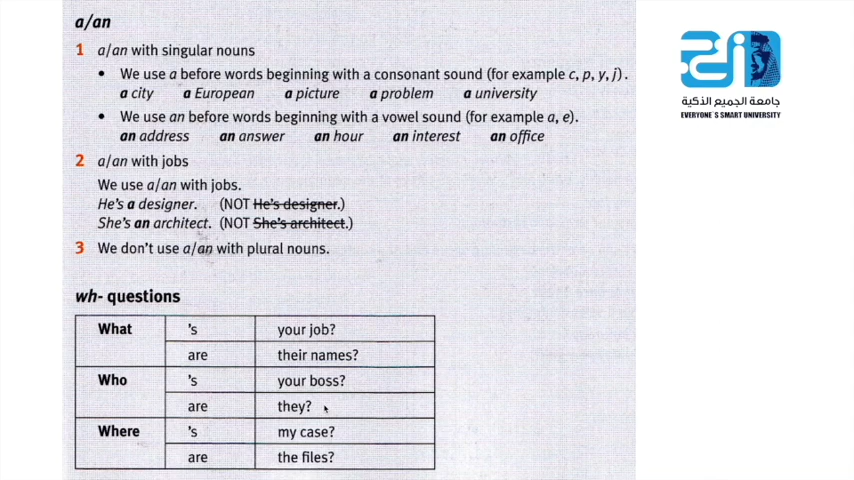 a/an
1 a/an with singular nouns
• We use a before words beginning with a consonant sound (for example c, p, y, j).
a city a European a picture a problem a university
• We use an before words beginning with a vowel sound (for example a, e).
an address an answer an hour an interest an office
2 a/an with jobs
We use a/an with jobs.
He's a designer. (NOT He's designer.)
She's an architect. (NOT She's architect.)
3 We don't use a/an with plural nouns.
wh- questions
What 's your job?
are their names?
Who 's your boss?
are they?
Where 's my case?
are the files?
جامعة الجميع الذكية
EVERYONE'S SMART UNIVERSITY